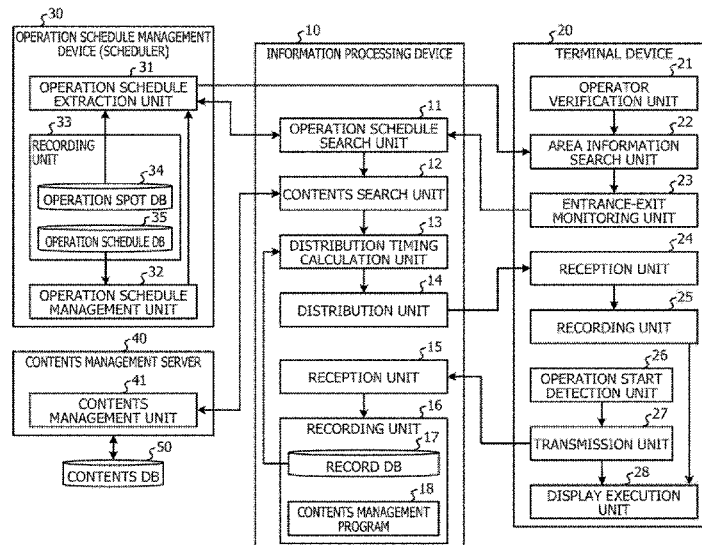 30
OPERATION SCHEDULE MANAGEMENT
DEVICE (SCHEDULER)
31
OPERATION SCHEDULE
EXTRACTION UNIT
33
RECORDING
UNIT
34
OPERATION SPOT DB
35
OPERATION SCHEDULE DB
OPERATION SCHEDULE
MANAGEMENT UNIT
32
40
CONTENTS MANAGEMENT SERVER
41
CONTENTS
MANAGEMENT UNIT
50
CONTENTS DB
10
INFORMATION PROCESSING DEVICE
11
OPERATION SCHEDULE
SEARCH UNIT
12
CONTENTS SEARCH UNIT
13
DISTRIBUTION TIMING
CALCULATION UNIT
14
DISTRIBUTION UNIT
15
RECEPTION UNIT
16
RECORDING UNIT
17
RECORD DB
18
CONTENTS MANAGEMENT
PROGRAM
20
TERMINAL DEVICE
21
OPERATOR
VERIFICATION UNIT
22
AREA INFORMATION
SEARCH UNIT
23
ENTRANCE-EXIT
MONITORING UNIT
24
RECEPTION UNIT
25
RECORDING UNIT
26
OPERATION START
DETECTION UNIT
27
TRANSMISSION UNIT
28
DISPLAY EXECUTION
UNIT